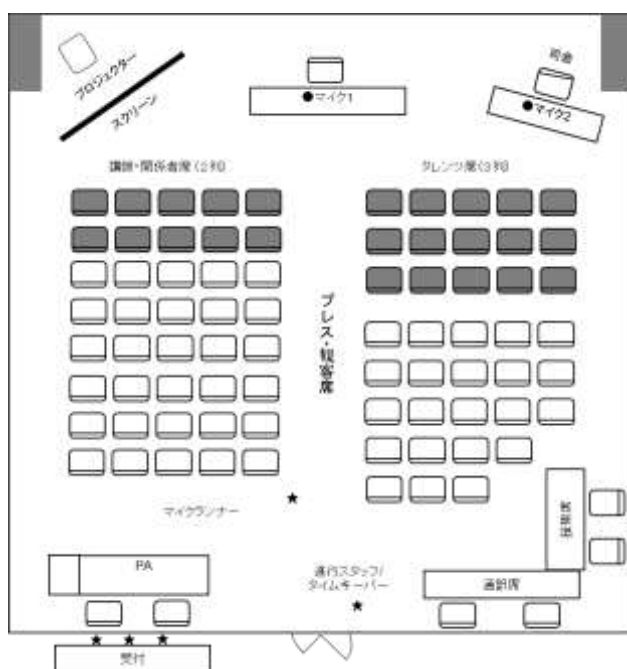 プロジェクター
スクリーン
マイク1
司会
マイク2
講師・関係者席(2列)
タレンツ席(3列)
プレス・観客席
マイクランナー
PA
進行スタッフ/
タイムキーパー
通訳席
受付